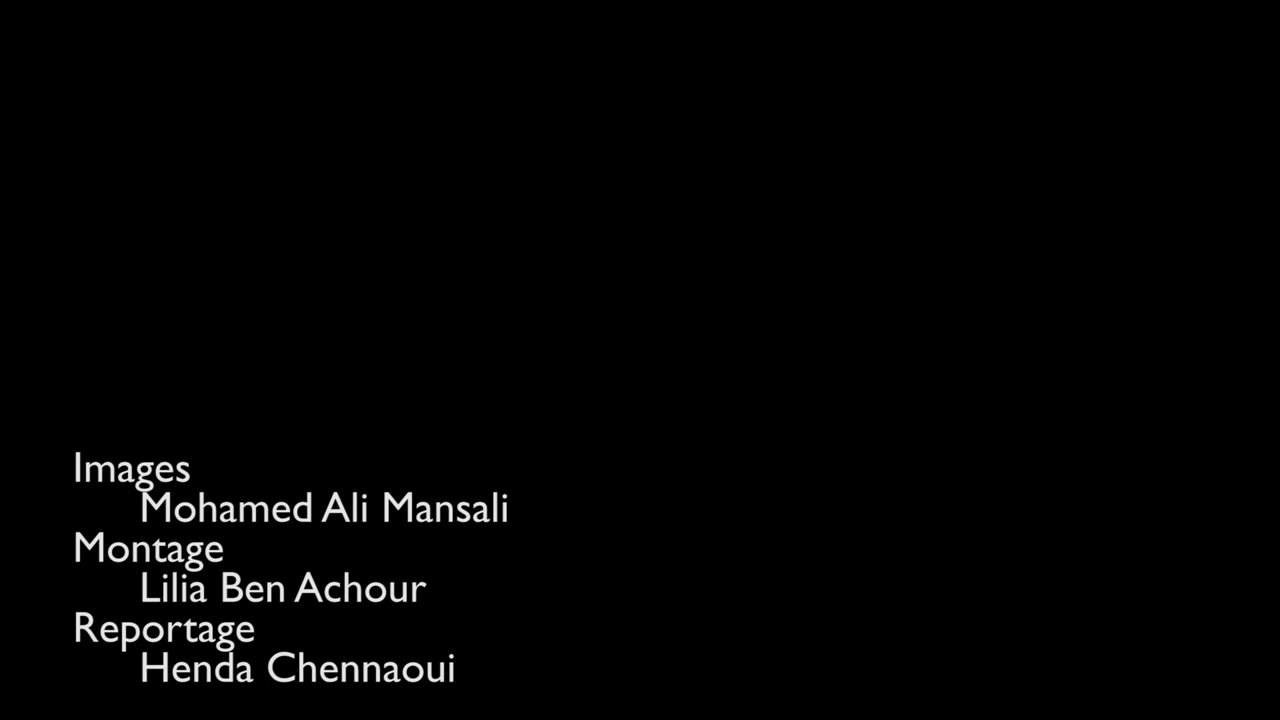 Images
Mohamed Ali Mansali
Montage
Lilia Ben Achour
Reportage
Henda Chennaoui